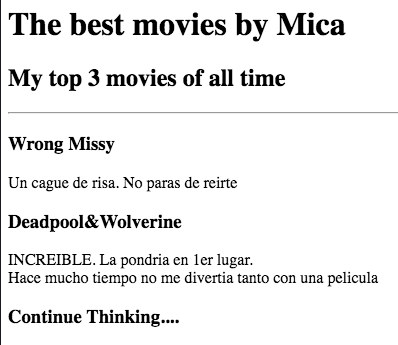 The best movies by Mica
My top 3 movies of all time
Wrong Missy
Un cague de risa. No paras de reirte
Deadpool&Wolverine
INCREIBLE. La pondria en 1er lugar.
Hace mucho tiempo no me divertia tanto con una pelicula
Continue Thinking....